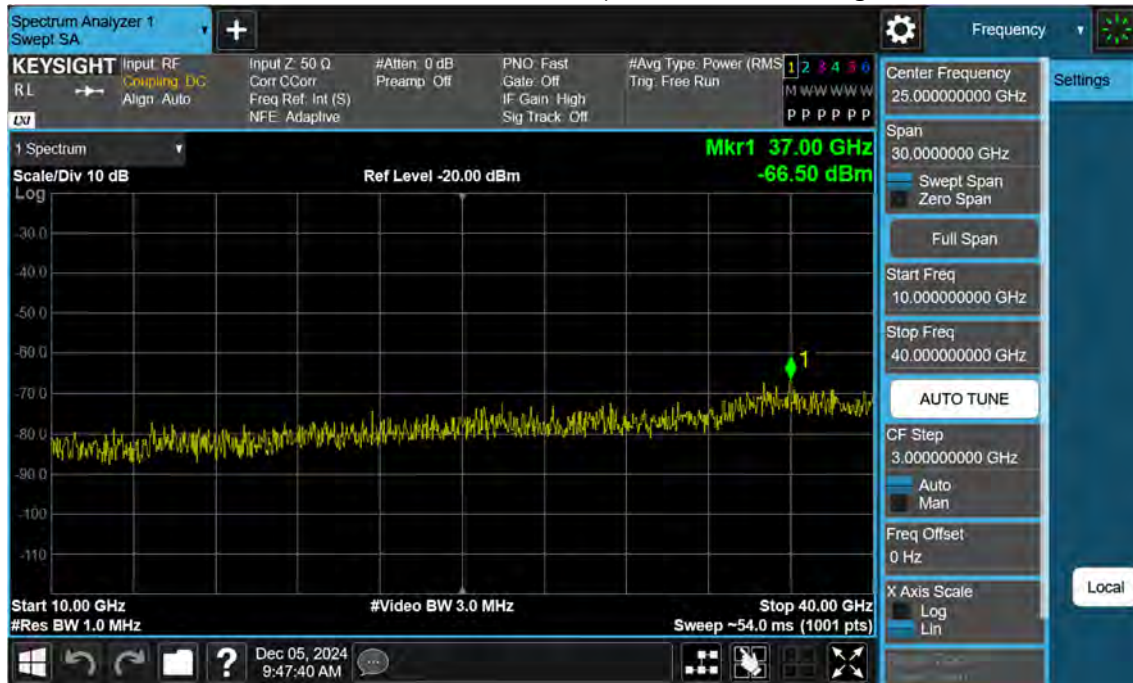 Spectrum Analyzer 1
Swept SA
+
Frequency
KEYSIGHT
RL
LXI
Input: RF
Coupling: DC
Align: Auto
Input Z: 50 Ω
Corr CCorr
Freq Ref: Int (S)
NFE: Adaptive
#Atten: 0 dB
Preamp: Off
PNO: Fast
Gate: Off
IF Gain: High
Sig Track: Off
#Avg Type: Power (RMS
Trig: Free Run
1 2 3 4 5 6
M W W W W W
P P P P P P
1 Spectrum
Scale/Div 10 dB
Ref Level -20.00 dBm
Mkr1 37.00 GHz
-66.50 dBm
Log
-30.0
-40.0
-50.0
-60.0
-70.0
-80.0
-90.0
-100
-110
1
Start 10.00 GHz
#Res BW 1.0 MHz
#Video BW 3.0 MHz
Stop 40.00 GHz
Sweep ~54.0 ms (1001 pts)
?
Dec 05, 2024
9:47:40 AM
Center Frequency
25.000000000 GHz
Span
30.0000000 GHz
Swept Span
Zero Span
Full Span
Start Freq
10.000000000 GHz
Stop Freq
40.000000000 GHz
AUTO TUNE
CF Step
3.000000000 GHz
Auto
Man
Freq Offset
0 Hz
X Axis Scale
Log
Lin
Settings
Local